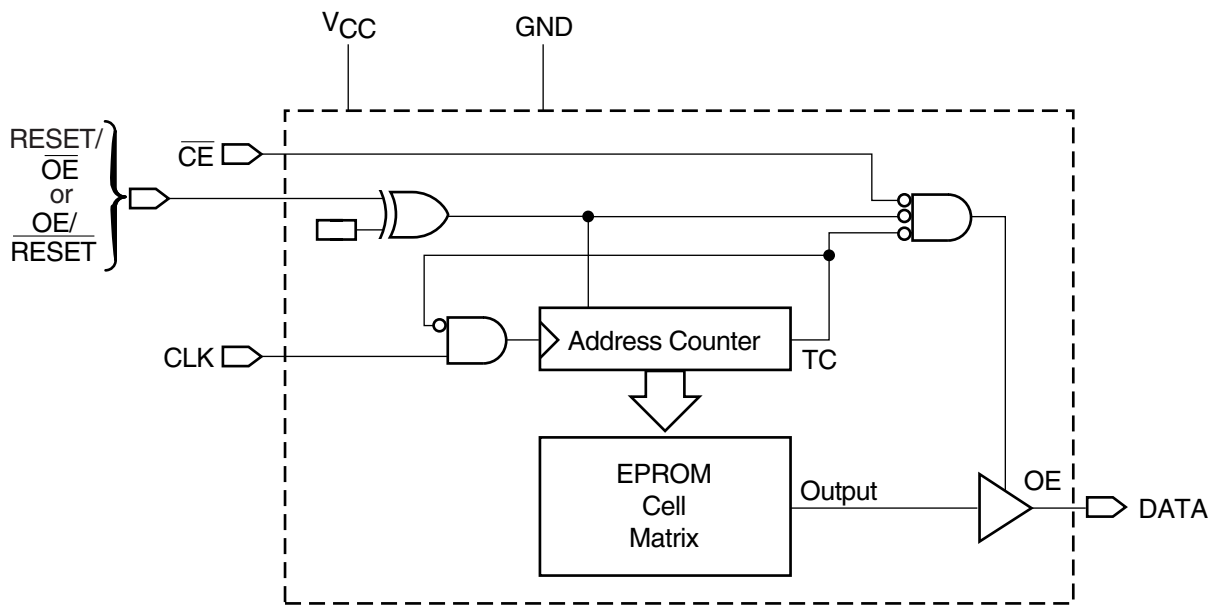 VCC
GND
RESET/
OE
or
OE/
RESET
CE
CLK
Address Counter
TC
EPROM
Cell
Matrix
Output
OE
DATA